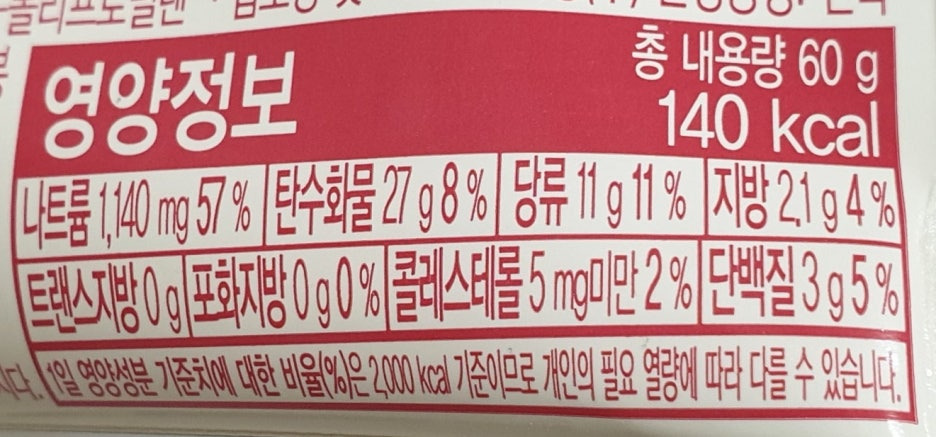 영양정보
총 내용량 60 g
140 kcal
나트륨 1,140 mg 57 % 탄수화물 27 g 8 % 당류 11 g 11 % 지방 2.1 g 4 %
트랜스지방 0 g 포화지방 0 g 0 % 콜레스테롤 5 mg미만 2 % 단백질 3 g 5 %
1일 영양성분 기준치에 대한 비율(%)은 2,000 kcal 기준이므로 개인의 필요 열량에 따라 다를 수 있습니다.